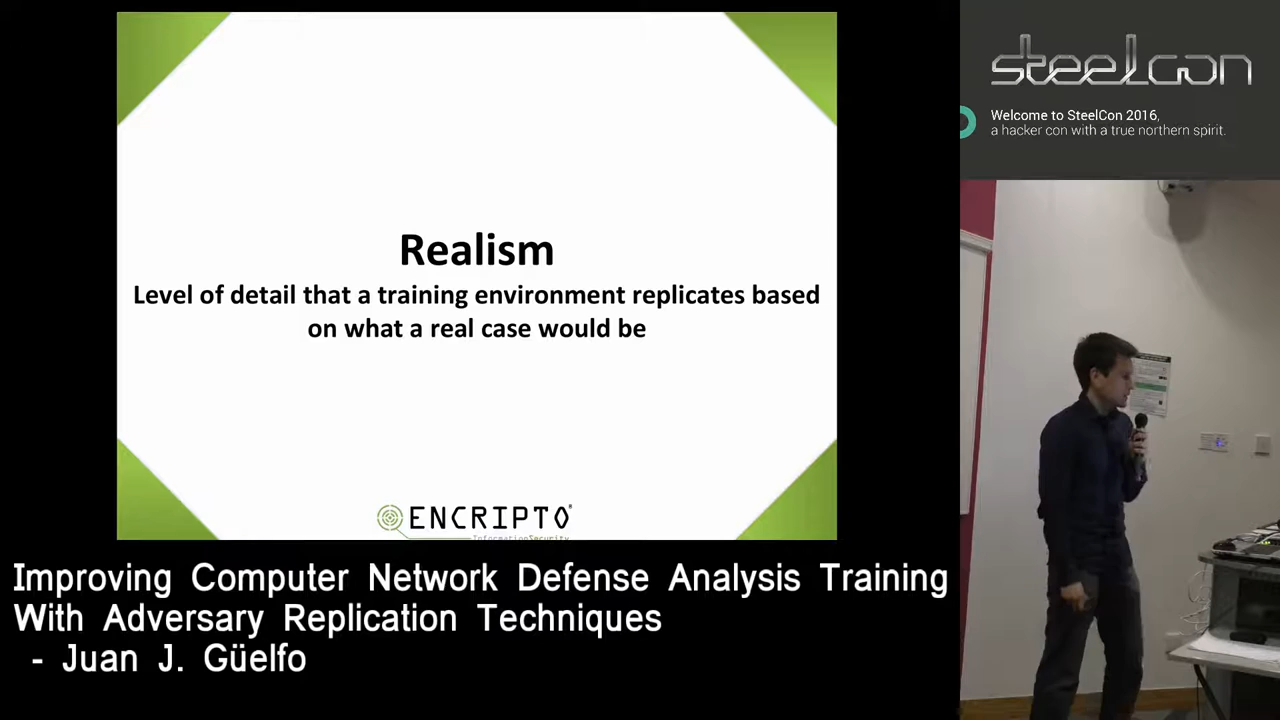 Realism
Level of detail that a training environment replicates based
on what a real case would be
ENCRIPTO
InformationSecurity
steelcon
Welcome to SteelCon 2016,
a hacker con with a true northern spirit.
Improving Computer Network Defense Analysis Training
With Adversary Replication Techniques
- Juan J. Güelfo